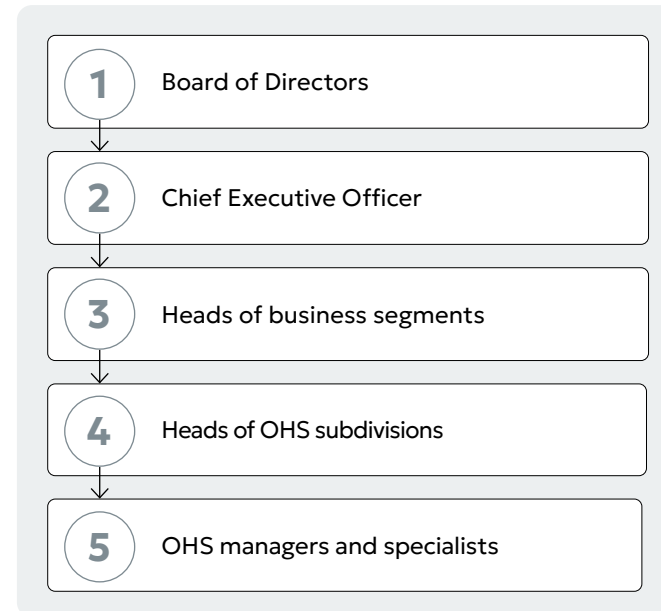 1 Board of Directors
2 Chief Executive Officer
3 Heads of business segments
4 Heads of OHS subdivisions
5 OHS managers and specialists